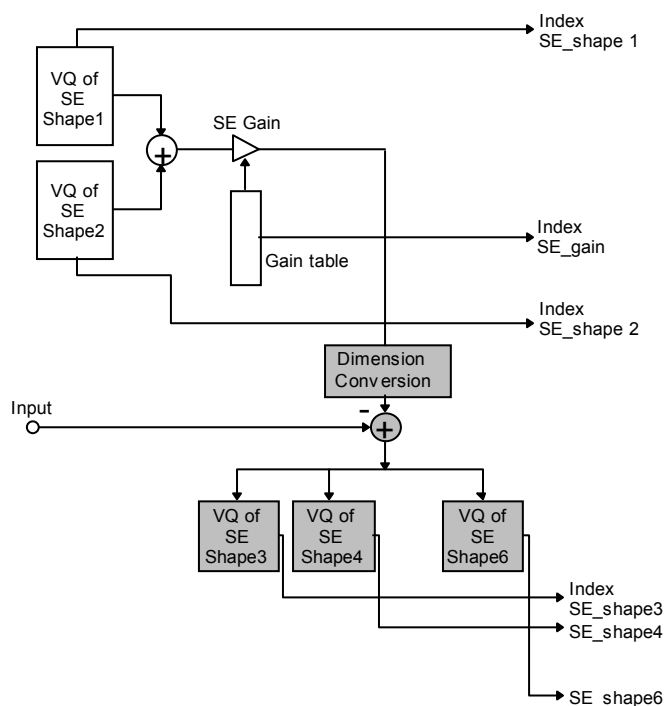 Index
SE_shape 1
VQ of
SE
Shape1
SE Gain
+
VQ of
SE
Shape2
Gain table
Index
SE_gain
Index
SE_shape 2
Dimension
Conversion
Input
-
+
VQ of
SE
Shape3
VQ of
SE
Shape4
VQ of
SE
Shape6
Index
SE_shape3
SE_shape4
SE_shape6